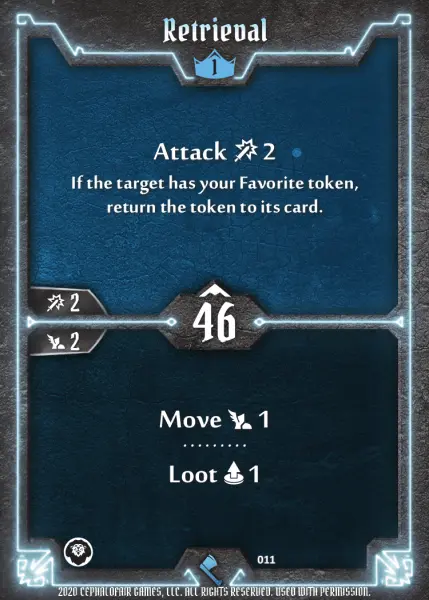 Retrieval
1
Attack 2
If the target has your Favorite token,
return the token to its card.
2
46
2
Move 1
Loot 1
011
2020 CEPHALOFAIR GAMES, LLC. ALL RIGHTS RESERVED. USED WITH PERMISSION.